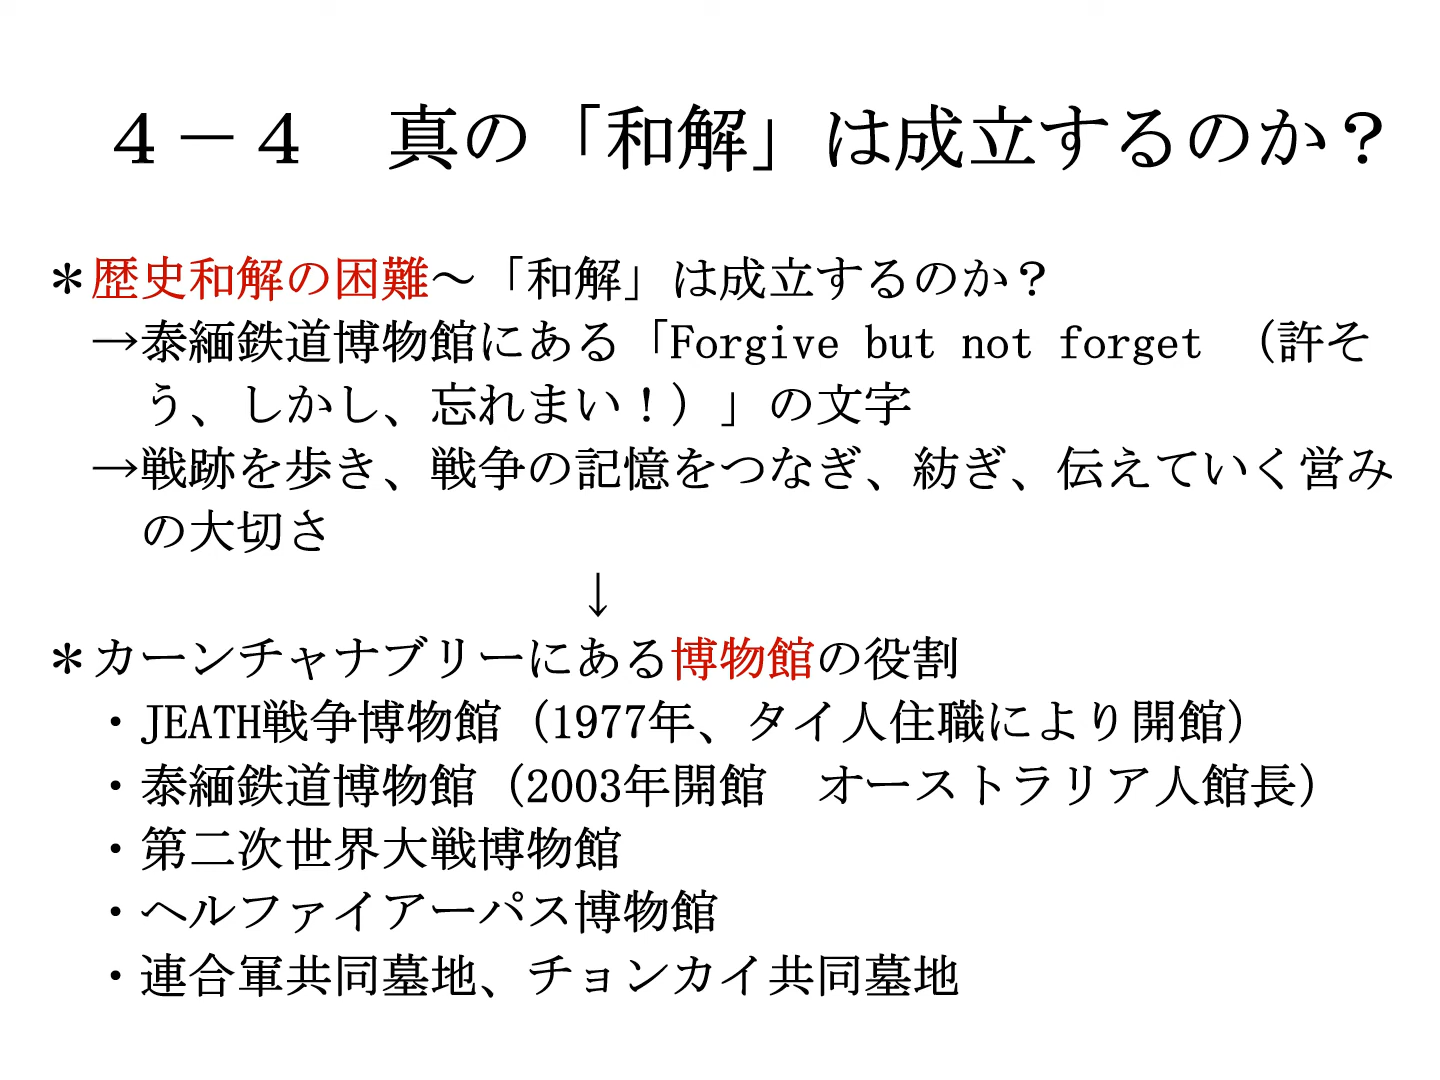 ４－４　真の「和解」は成立するのか？
＊歴史和解の困難～「和解」は成立するのか？
→泰緬鉄道博物館にある「Forgive but not forget （許そ
う、しかし、忘れまい！）」の文字
→戦跡を歩き、戦争の記憶をつなぎ、紡ぎ、伝えていく営み
の大切さ
↓
＊カーンチャナブリーにある博物館の役割
・JEATH戦争博物館（1977年、タイ人住職により開館）
・泰緬鉄道博物館（2003年開館　オーストラリア人館長）
・第二次世界大戦博物館
・ヘルファイアーパス博物館
・連合軍共同墓地、チョンカイ共同墓地